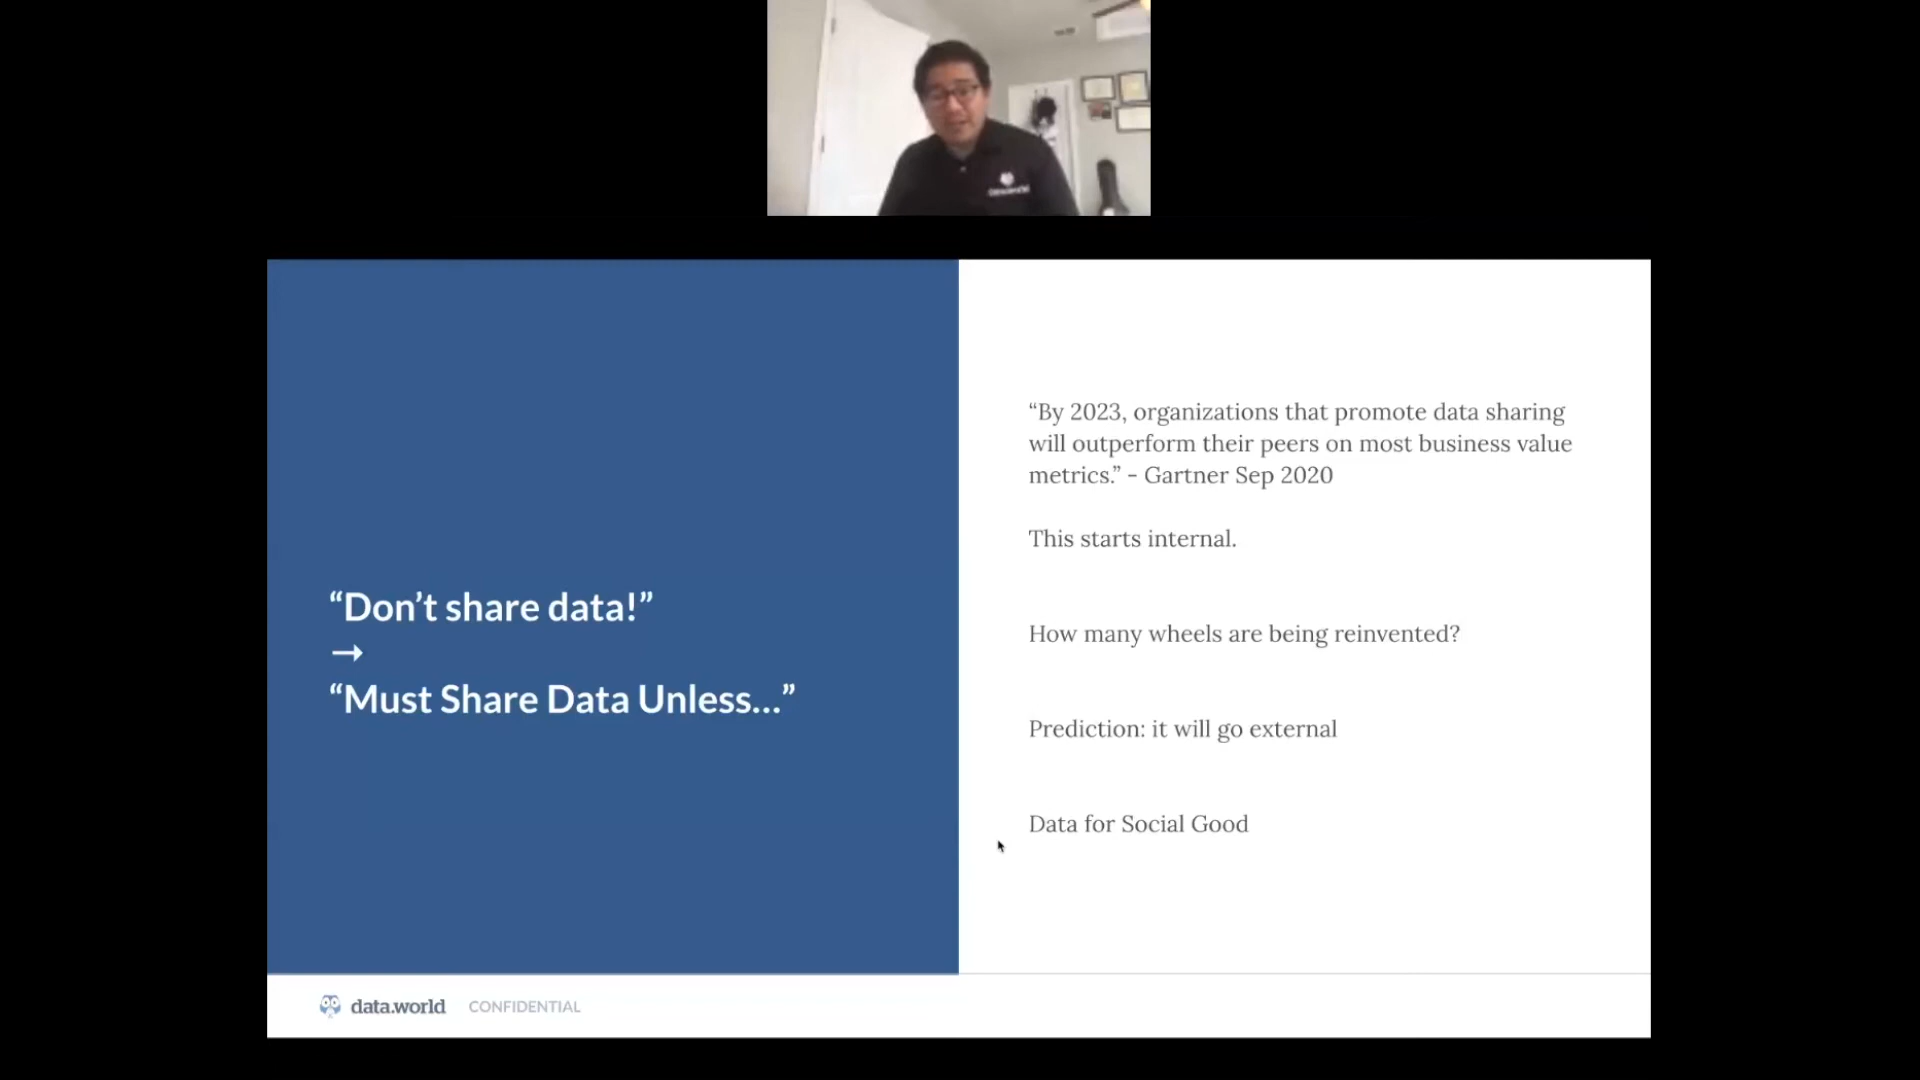 “Don’t share data!”
→
“Must Share Data Unless...”
“By 2023, organizations that promote data sharing
will outperform their peers on most business value
metrics.” - Gartner Sep 2020
This starts internal.
How many wheels are being reinvented?
Prediction: it will go external
Data for Social Good
data.world CONFIDENTIAL